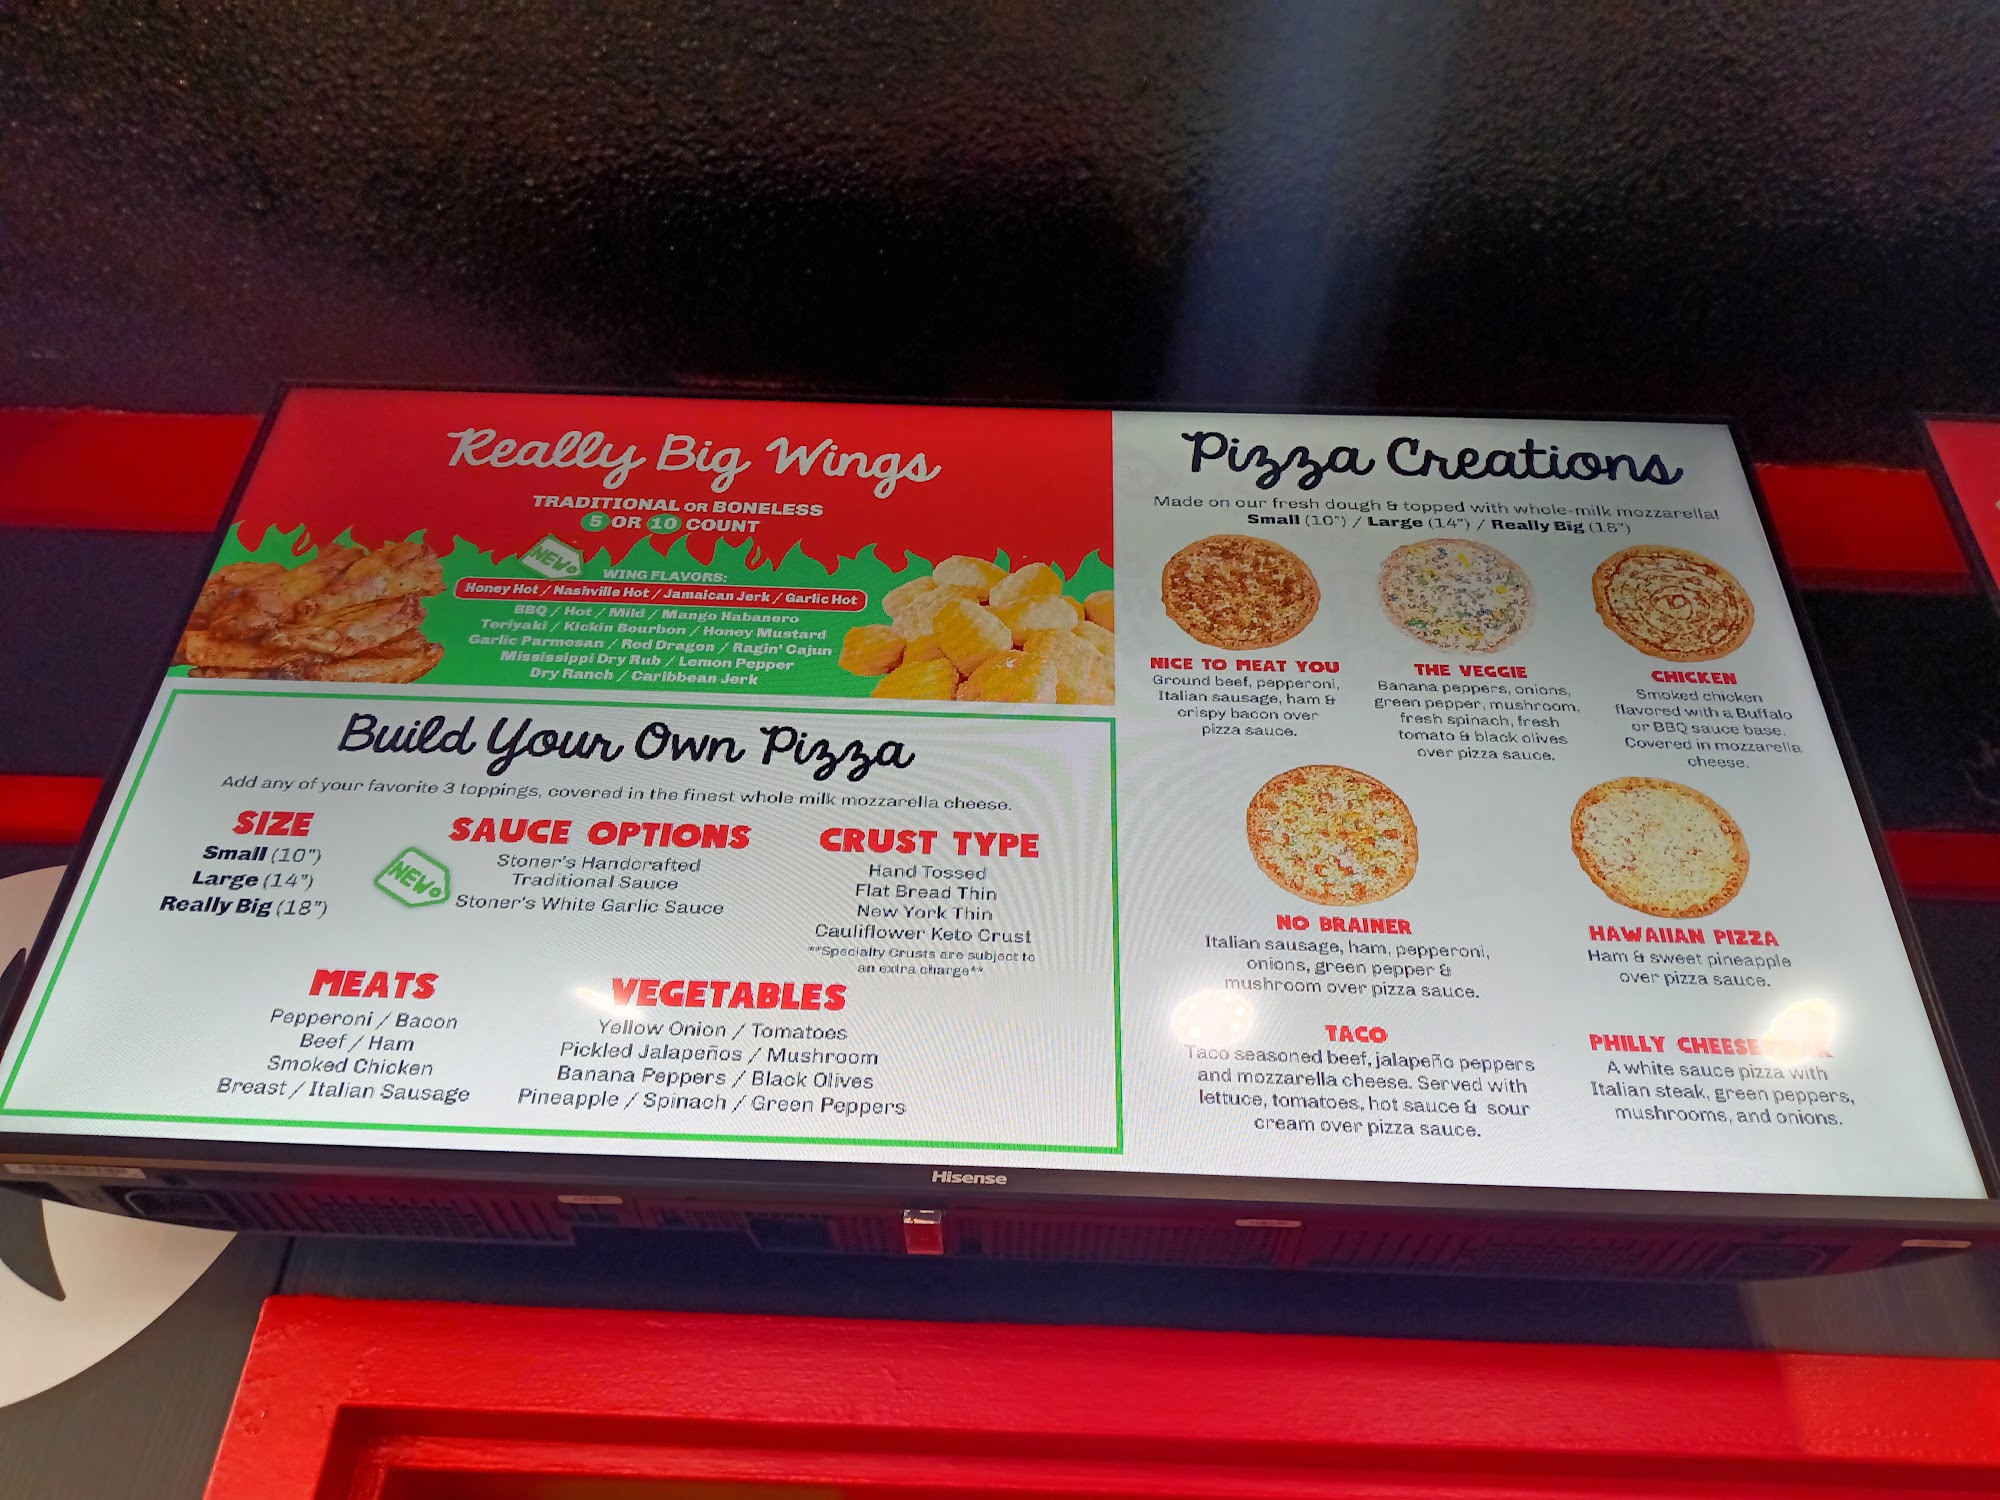 Really Big Wings
TRADITIONAL OR BONELESS
5 OR 10 COUNT
NEW
WING FLAVORS:
Honey Hot / Nashville Hot / Jamaican Jerk / Garlic Hot
BBQ / Hot / Mild / Mango Habanero
Teriyaki / Kickin Bourbon / Honey Mustard
Garlic Parmesan / Red Dragon / Ragin' Cajun
Mississippi Dry Rub / Lemon Pepper
Dry Ranch / Caribbean Jerk
Build Your Own Pizza
Add any of your favorite 3 toppings, covered in the finest whole milk mozzarella cheese.
SIZE
Small (10")
Large (14")
Really Big (18")
SAUCE OPTIONS
Stoner's Handcrafted
Traditional Sauce
NEW
Stoner's White Garlic Sauce
CRUST TYPE
Hand Tossed
Flat Bread Thin
New York Thin
Cauliflower Keto Crust
**Specialty Crusts are subject to
an extra charge**
MEATS
Pepperoni / Bacon
Beef / Ham
Smoked Chicken
Breast / Italian Sausage
VEGETABLES
Yellow Onion / Tomatoes
Pickled Jalapeños / Mushroom
Banana Peppers / Black Olives
Pineapple / Spinach / Green Peppers
Pizza Creations
Made on our fresh dough & topped with whole-milk mozzarella!
Small (10") / Large (14") / Really Big (18")
NICE TO MEAT YOU
Ground beef, pepperoni,
Italian sausage, ham &
crispy bacon over
pizza sauce.
THE VEGGIE
Banana peppers, onions,
green pepper, mushroom,
fresh spinach, fresh
tomato & black olives
over pizza sauce.
CHICKEN
Smoked chicken
flavored with a Buffalo
or BBQ sauce base.
Covered in mozzarella
cheese.
NO BRAINER
Italian sausage, ham, pepperoni,
onions, green pepper &
mushroom over pizza sauce.
HAWAIIAN PIZZA
Ham & sweet pineapple
over pizza sauce.
TACO
Taco seasoned beef, jalapeño peppers
and mozzarella cheese. Served with
lettuce, tomatoes, hot sauce & sour
cream over pizza sauce.
PHILLY
A white sauce pizza with
Italian steak, green peppers,
mushrooms, and onions.
Hisense